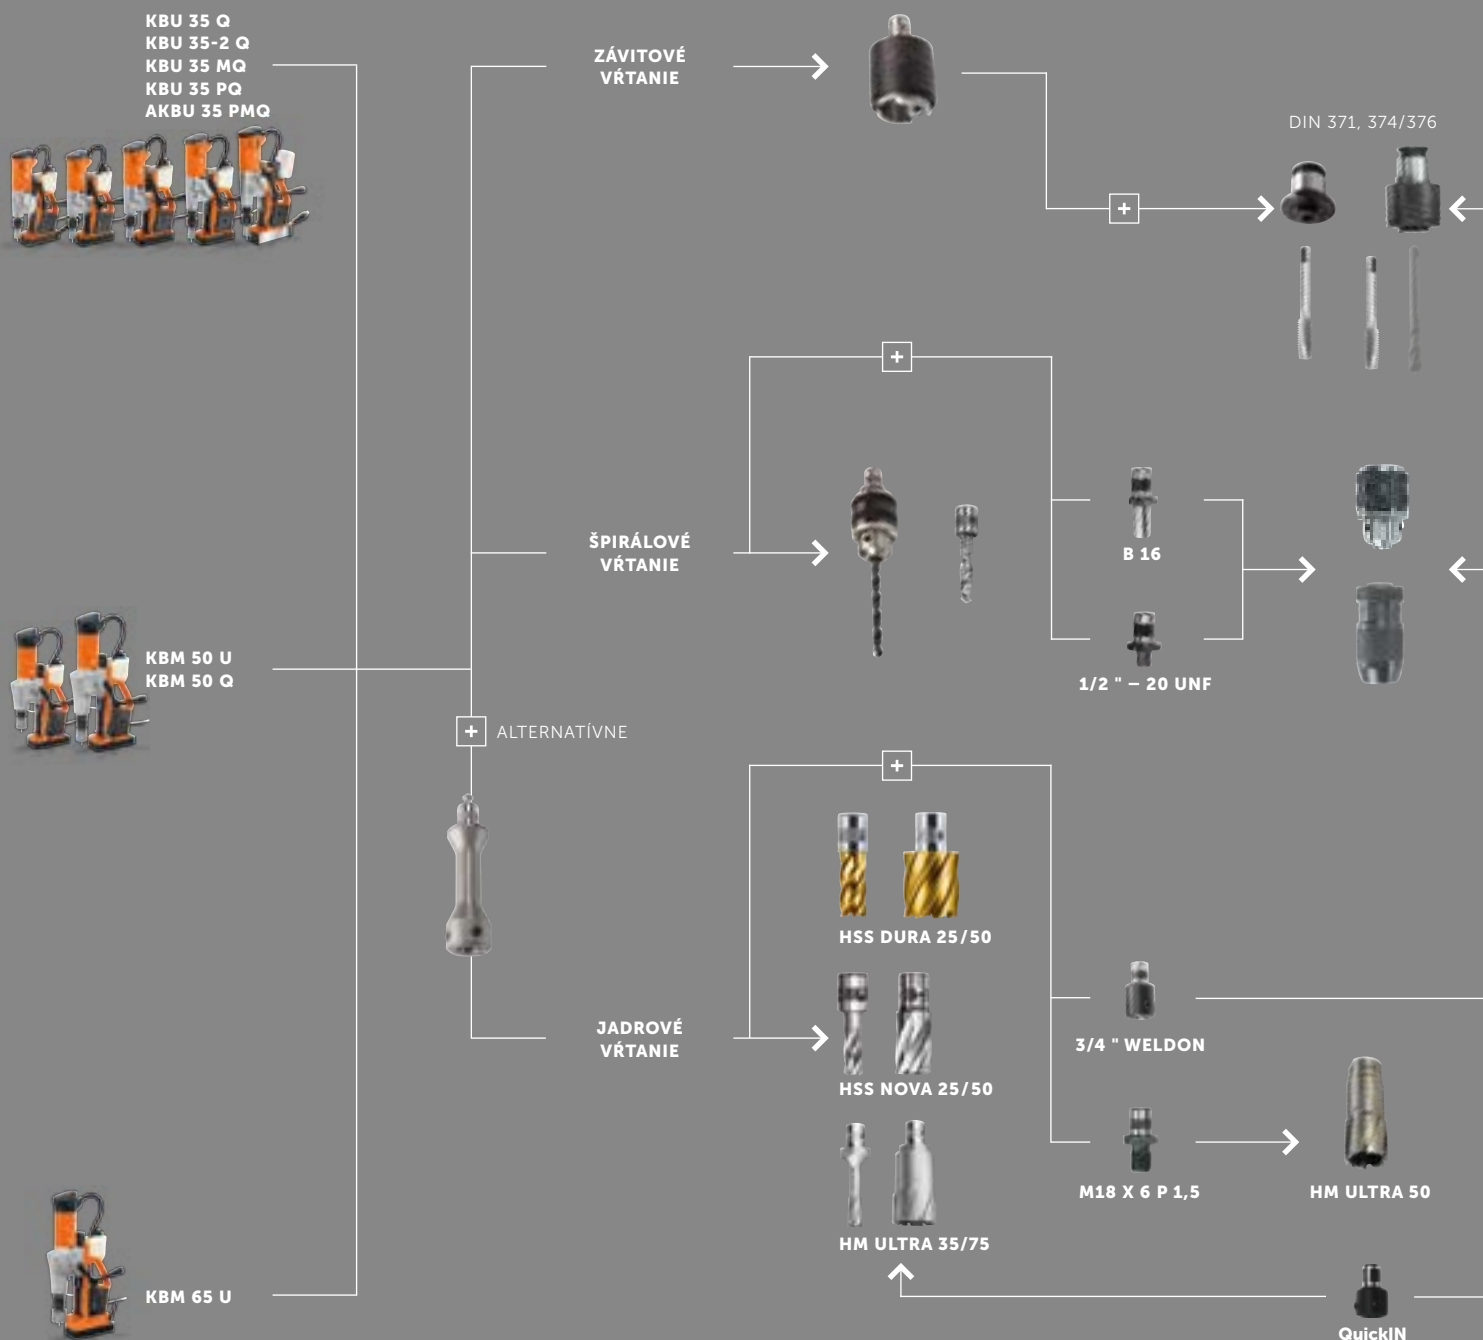 KBU 35 Q
KBU 35-2 Q
KBU 35 MQ
KBU 35 PQ
AKBU 35 PMQ
ZÁVITOVÉ
VŔTANIE
DIN 371, 374/376
ŠPIRÁLOVÉ
VŔTANIE
B 16
1/2 " – 20 UNF
KBM 50 U
KBM 50 Q
+ ALTERNATÍVNE
HSS DURA 25/50
JADROVÉ
VŔTANIE
3/4 " WELDON
HSS NOVA 25/50
M18 X 6 P 1,5
HM ULTRA 50
HM ULTRA 35/75
KBM 65 U
QuickIN